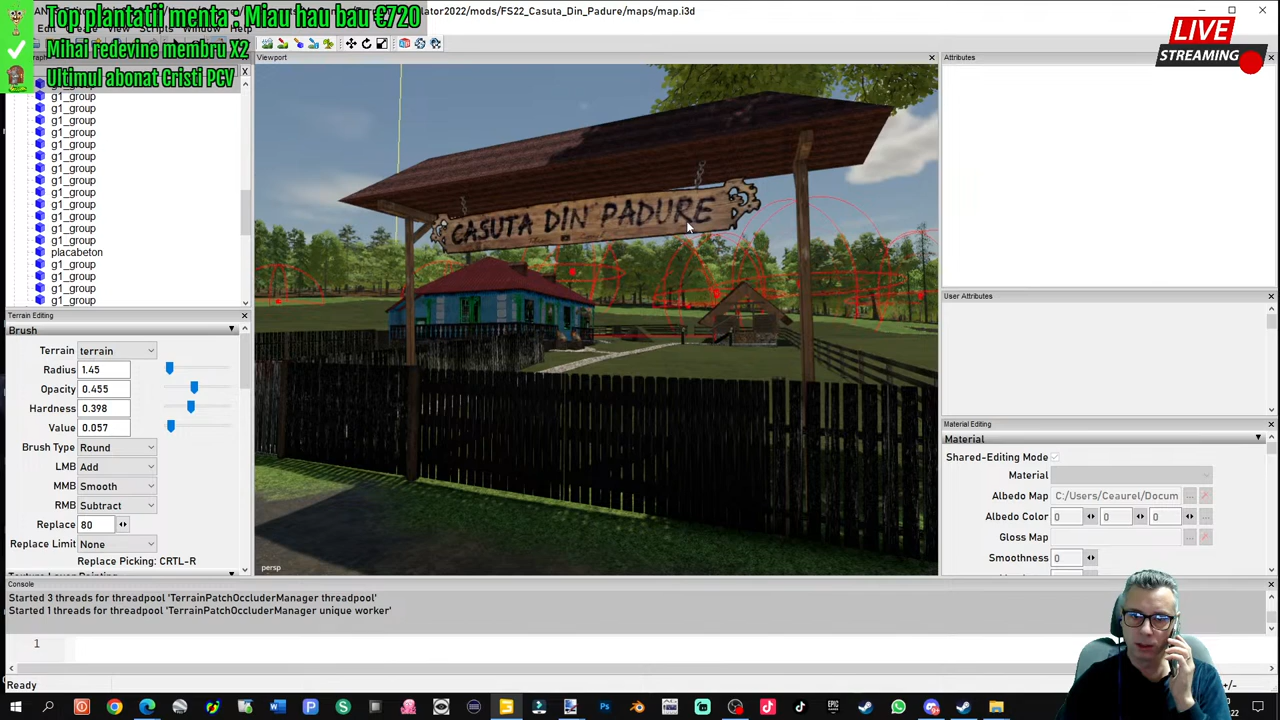 Top plantatii menta : Miau hau bau €720
Mihai redevine membru X2
Ultimul abonat Cristi PCV
lator2022/mods/FS22_Casuta_Din_Padure/maps/map.i3d
LIVE
STREAMING
Viewport
Attributes
g1_group
g1_group
g1_group
g1_group
g1_group
g1_group
g1_group
g1_group
g1_group
g1_group
g1_group
g1_group
g1_group
placabeton
g1_group
g1_group
g1_group
g1_group
CASUTA DIN PADURE
persp
User Attributes
Terrain Editing
Brush
Terrain terrain
Radius 1.45
Opacity 0.455
Hardness 0.398
Value 0.057
Brush Type Round
LMB Add
MMB Smooth
RMB Subtract
Replace 80
Replace Limit None
Replace Picking: CRTL-R
Material Editing
Material
Shared-Editing Mode
Material
Albedo Map C:/Users/Ceaurel/Docum
Albedo Color 0 0 0
Gloss Map
Smoothness 0
Console
Started 3 threads for threadpool 'TerrainPatchOccluderManager threadpool'
Started 1 threads for threadpool 'TerrainPatchOccluderManager unique worker'
1
Ready
+/-